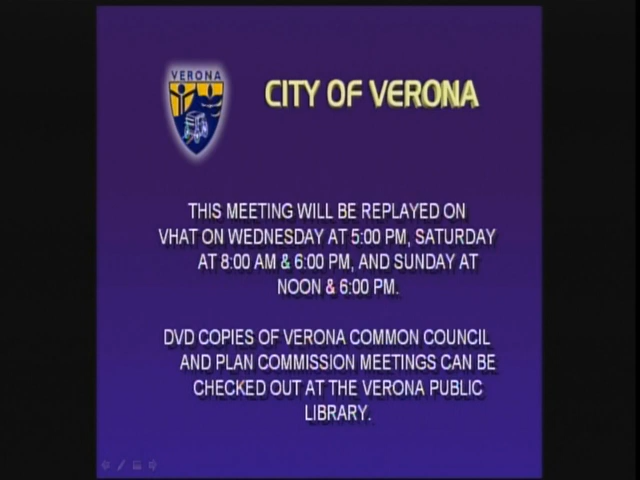 VERONA
CITY OF VERONA
THIS MEETING WILL BE REPLAYED ON
VHAT ON WEDNESDAY AT 5:00 PM, SATURDAY
AT 8:00 AM & 6:00 PM, AND SUNDAY AT
NOON & 6:00 PM.
DVD COPIES OF VERONA COMMON COUNCIL
AND PLAN COMMISSION MEETINGS CAN BE
CHECKED OUT AT THE VERONA PUBLIC
LIBRARY.